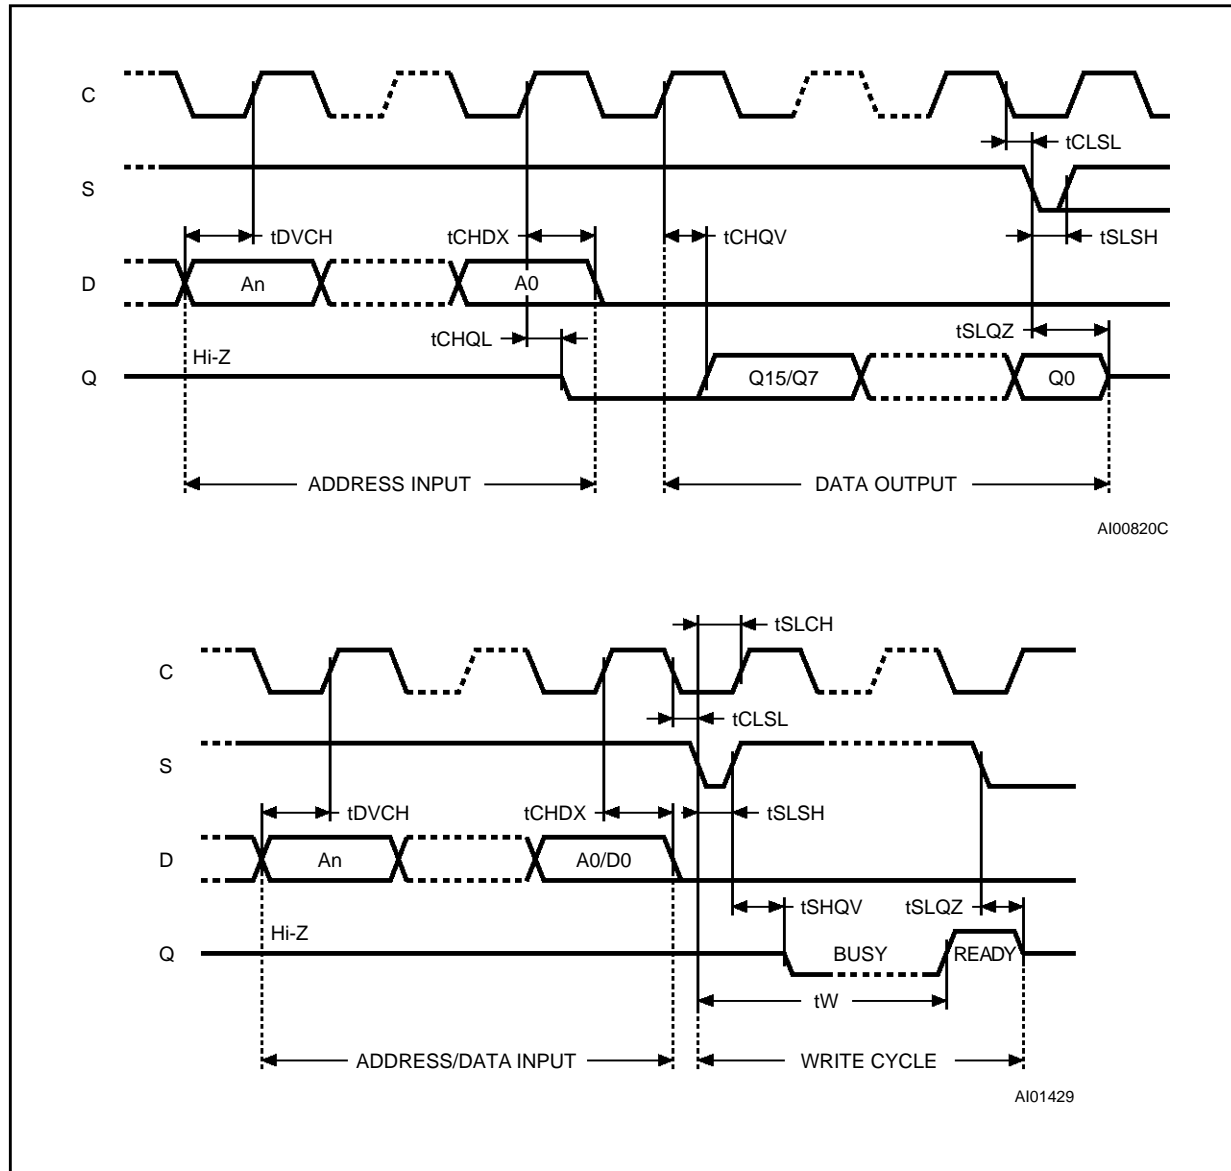 C
tCLSL
S
tDVCH
tCHDX
tCHQV
tSLSH
D
An
A0
tCHQL
tSLQZ
Hi-Z
Q
Q15/Q7
Q0
ADDRESS INPUT
DATA OUTPUT
AI00820C
tSLCH
C
tCLSL
S
tDVCH
tCHDX
tSLSH
D
An
A0/D0
tSHQV
tSLQZ
Hi-Z
Q
BUSY
READY
tW
ADDRESS/DATA INPUT
WRITE CYCLE
AI01429